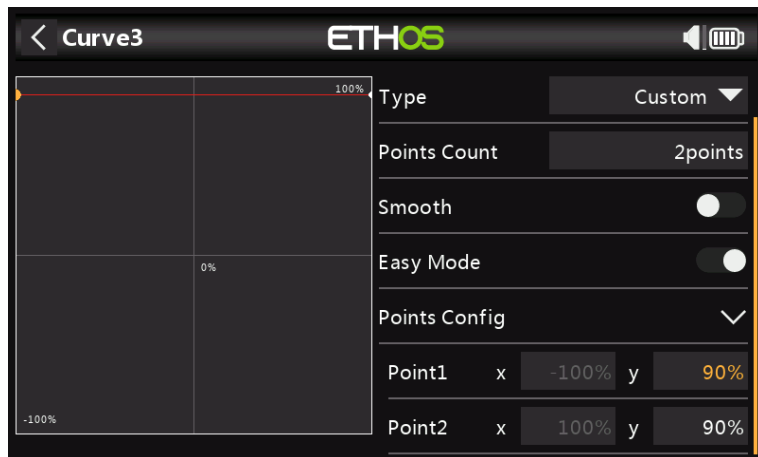 Curve3
ETHOS
100%
0%
-100%
Type Custom
Points Count 2points
Smooth
Easy Mode
Points Config
Point1 x -100% y 90%
Point2 x 100% y 90%